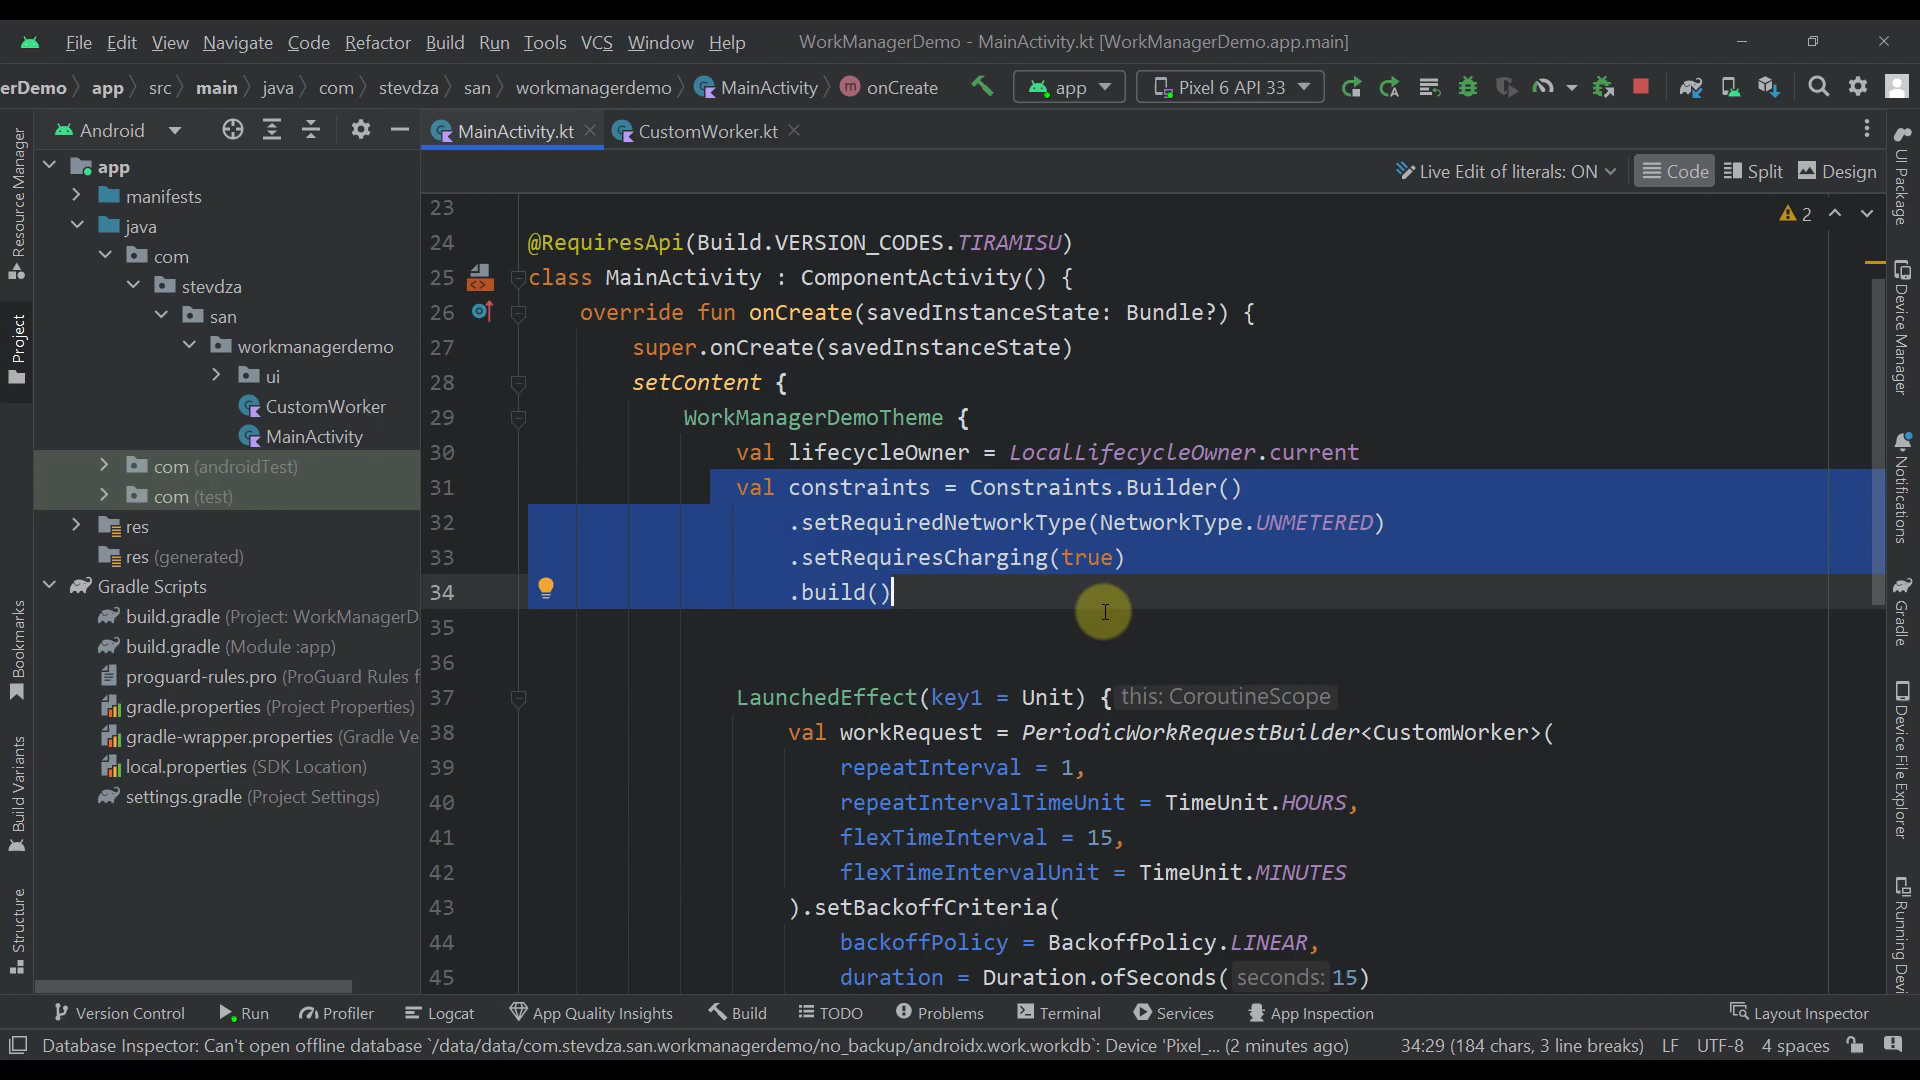 File Edit View Navigate Code Refactor Build Run Tools VCS Window Help WorkManagerDemo - MainActivity.kt [WorkManagerDemo.app.main]
erDemo app src main java com stevdza san workmanagerdemo MainActivity onCreate app Pixel 6 API 33
Android
MainActivity.kt CustomWorker.kt
Live Edit of literals: ON Code Split Design
2
app
manifests
java
com
stevdza
san
workmanagerdemo
ui
CustomWorker
MainActivity
com (androidTest)
com (test)
res
res (generated)
Gradle Scripts
build.gradle (Project: WorkManagerD
build.gradle (Module :app)
proguard-rules.pro (ProGuard Rules f
gradle.properties (Project Properties)
gradle-wrapper.properties (Gradle Ve
local.properties (SDK Location)
settings.gradle (Project Settings)
23
24 @RequiresApi(Build.VERSION_CODES.TIRAMISU)
25 class MainActivity : ComponentActivity() {
26 override fun onCreate(savedInstanceState: Bundle?) {
27 super.onCreate(savedInstanceState)
28 setContent {
29 WorkManagerDemoTheme {
30 val lifecycleOwner = LocalLifecycleOwner.current
31 val constraints = Constraints.Builder()
32 .setRequiredNetworkType(NetworkType.UNMETERED)
33 .setRequiresCharging(true)
34 .build()
35
36
37 LaunchedEffect(key1 = Unit) { this: CoroutineScope
38 val workRequest = PeriodicWorkRequestBuilder<CustomWorker>(
39 repeatInterval = 1,
40 repeatIntervalTimeUnit = TimeUnit.HOURS,
41 flexTimeInterval = 15,
42 flexTimeIntervalUnit = TimeUnit.MINUTES
43 ).setBackoffCriteria(
44 backoffPolicy = BackoffPolicy.LINEAR,
45 duration = Duration.ofSeconds( seconds: 15)
Resource Manager
Project
Bookmarks
Build Variants
Structure
UI Package
Device Manager
Notifications
Gradle
Device File Explorer
Running Devi
Version Control Run Profiler Logcat App Quality Insights Build TODO Problems Terminal Services App Inspection Layout Inspector
Database Inspector: Can't open offline database `/data/data/com.stevdza.san.workmanagerdemo/no_backup/androidx.work.workdb`: Device 'Pixel_... (2 minutes ago) 34:29 (184 chars, 3 line breaks) LF UTF-8 4 spaces